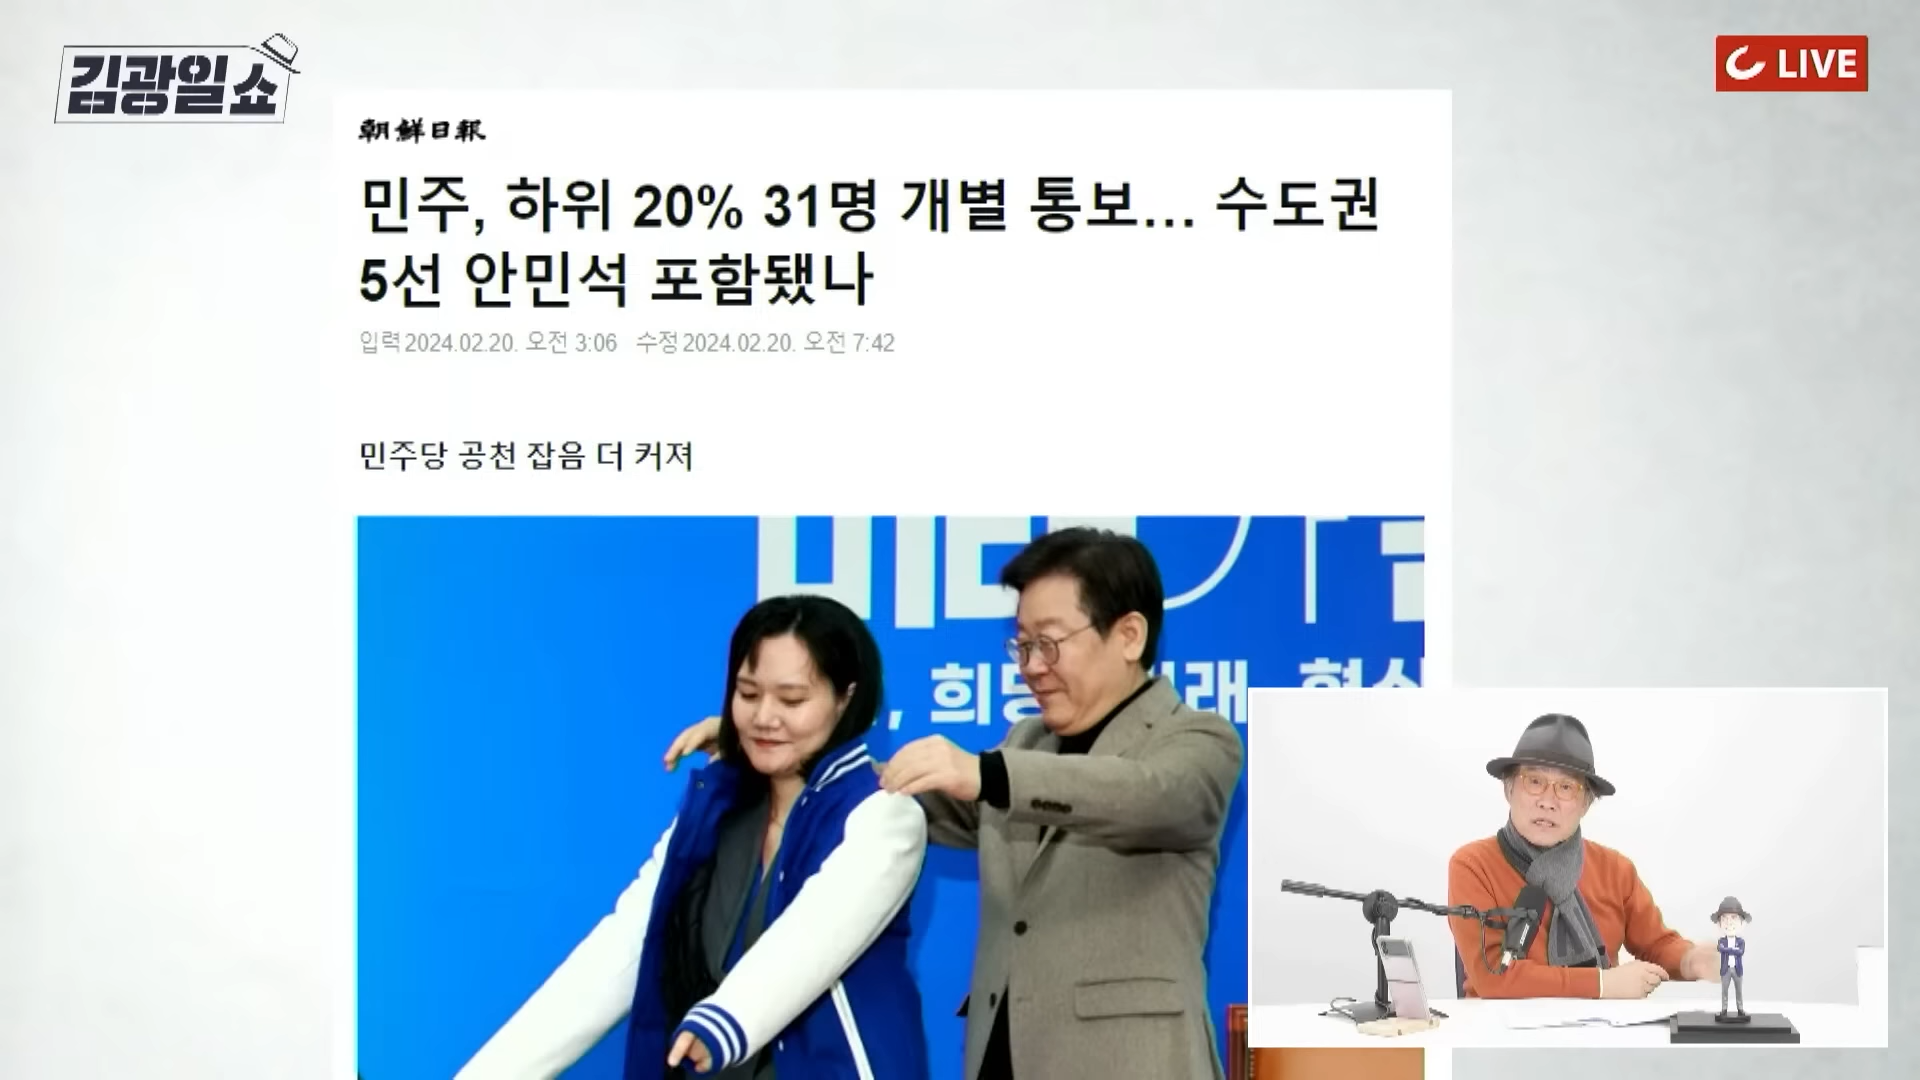 김광일쇼
LIVE
朝鮮日報
민주, 하위 20% 31명 개별 통보... 수도권
5선 안민석 포함됐나
입력 2024.02.20. 오전 3:06 수정 2024.02.20. 오전 7:42
민주당 공천 잡음 더 커져